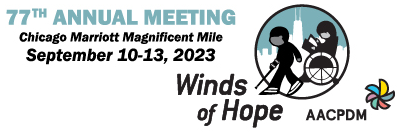 77TH ANNUAL MEETING
Chicago Marriott Magnificent Mile
September 10-13, 2023
Winds
of Hope
AACPDM